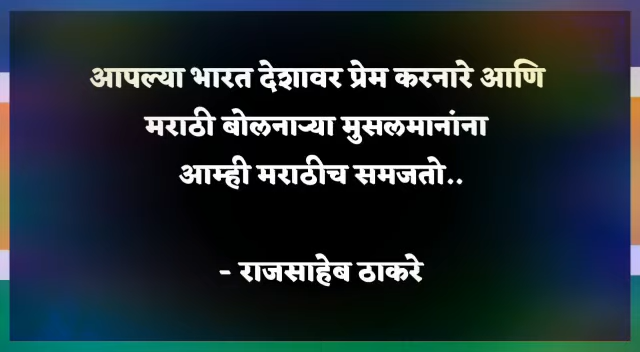 आपल्या भारत देशावर प्रेम करनारे आणि
मराठी बोलनाऱ्या मुसलमानांना
आम्ही मराठीच समजतो..
- राजसाहेब ठाकरे